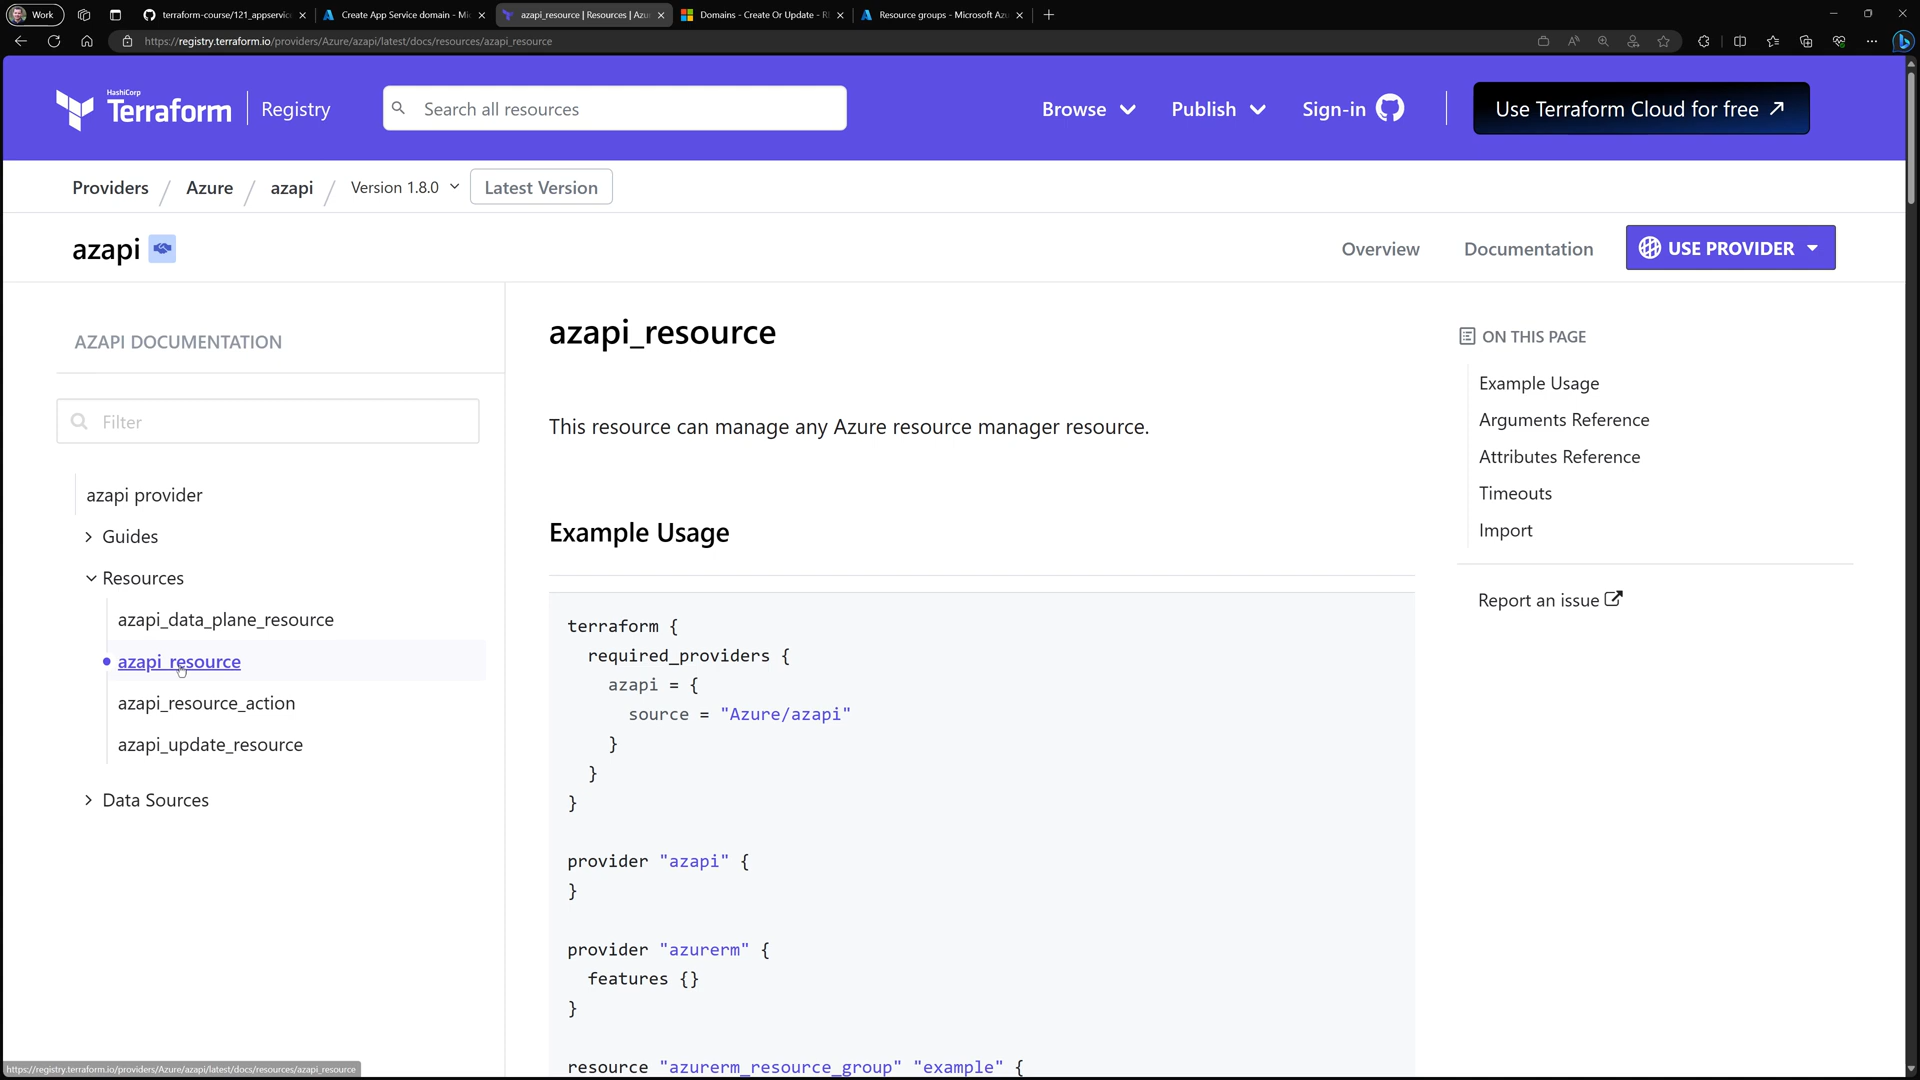 Work
terraform-course/121_appservic
Create App Service domain - Mi
azapi_resource | Resources | Azu
Domains - Create Or Update - R
Resource groups - Microsoft Azu
https://registry.terraform.io/providers/Azure/azapi/latest/docs/resources/azapi_resource
HashiCorp
Terraform
Registry
Search all resources
Browse
Publish
Sign-in
Use Terraform Cloud for free
Providers / Azure / azapi / Version 1.8.0
Latest Version
azapi
Overview
Documentation
USE PROVIDER
AZAPI DOCUMENTATION
Filter
azapi provider
Guides
Resources
azapi_data_plane_resource
azapi_resource
azapi_resource_action
azapi_update_resource
Data Sources
azapi_resource
This resource can manage any Azure resource manager resource.
Example Usage
terraform {
required_providers {
azapi = {
source = "Azure/azapi"
}
}
}
provider "azapi" {
}
provider "azurerm" {
features {}
}
resource "azurerm_resource_group" "example" {
ON THIS PAGE
Example Usage
Arguments Reference
Attributes Reference
Timeouts
Import
Report an issue
https://registry.terraform.io/providers/Azure/azapi/latest/docs/resources/azapi_resource